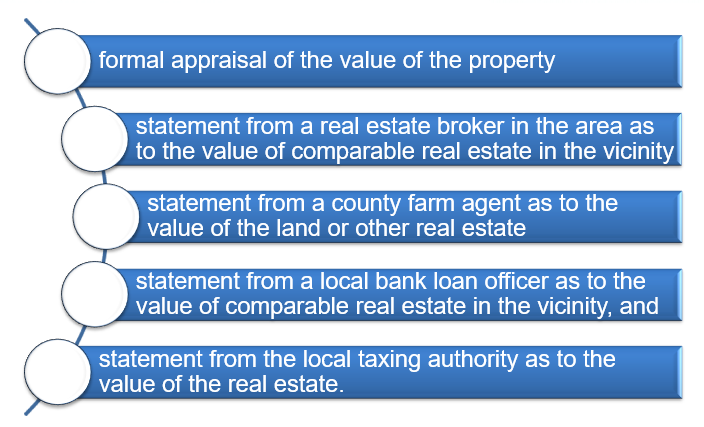 formal appraisal of the value of the property
statement from a real estate broker in the area as
to the value of comparable real estate in the vicinity
statement from a county farm agent as to the
value of the land or other real estate
statement from a local bank loan officer as to the
value of comparable real estate in the vicinity, and
statement from the local taxing authority as to the
value of the real estate.